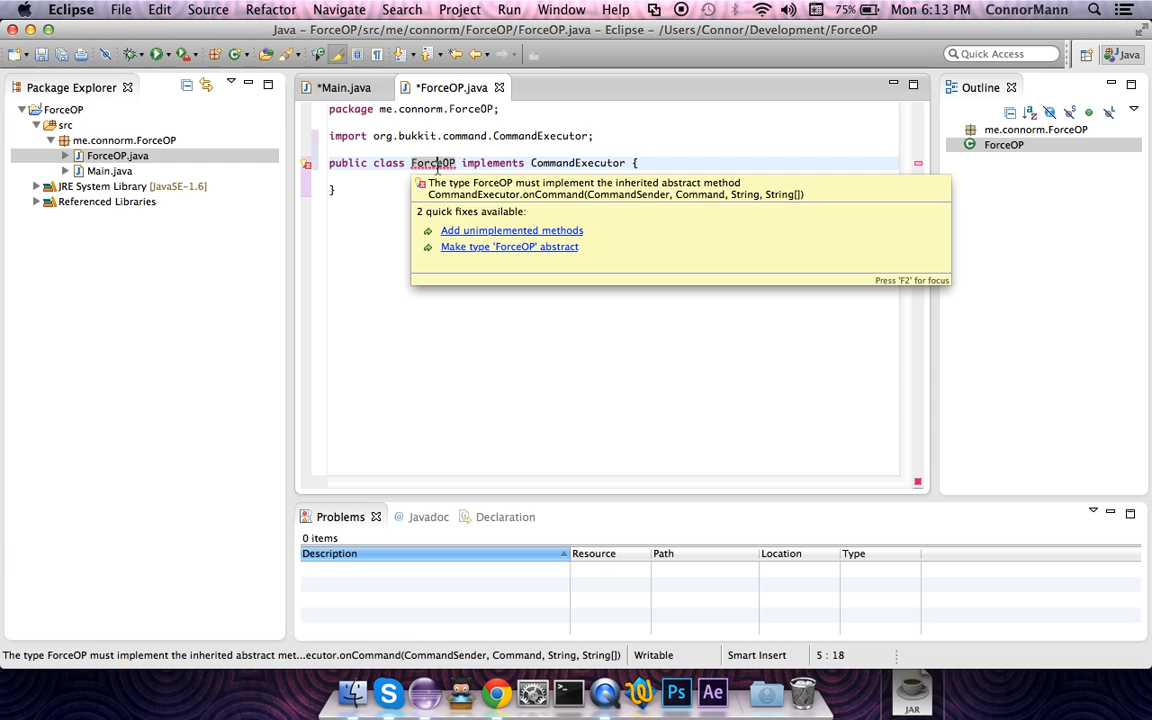 Eclipse File Edit Source Refactor Navigate Search Project Run Window Help 75% Mon 6:13 PM ConnorMann
Java – ForceOP/src/me/connorm/ForceOP/ForceOP.java – Eclipse – /Users/Connor/Development/ForceOP
Quick Access Java
Package Explorer
ForceOP
src
me.connorm.ForceOP
ForceOP.java
Main.java
JRE System Library [JavaSE-1.6]
Referenced Libraries
*Main.java *ForceOP.java
package me.connorm.ForceOP;
import org.bukkit.command.CommandExecutor;
public class ForceOP implements CommandExecutor {
}
The type ForceOP must implement the inherited abstract method
CommandExecutor.onCommand(CommandSender, Command, String, String[])
2 quick fixes available:
Add unimplemented methods
Make type 'ForceOP' abstract
Press 'F2' for focus
Outline
me.connorm.ForceOP
ForceOP
Problems @ Javadoc Declaration
0 items
Description Resource Path Location Type
The type ForceOP must implement the inherited abstract met...ecutor.onCommand(CommandSender, Command, String, String[]) Writable Smart Insert 5 : 18
Ps Ae JAR